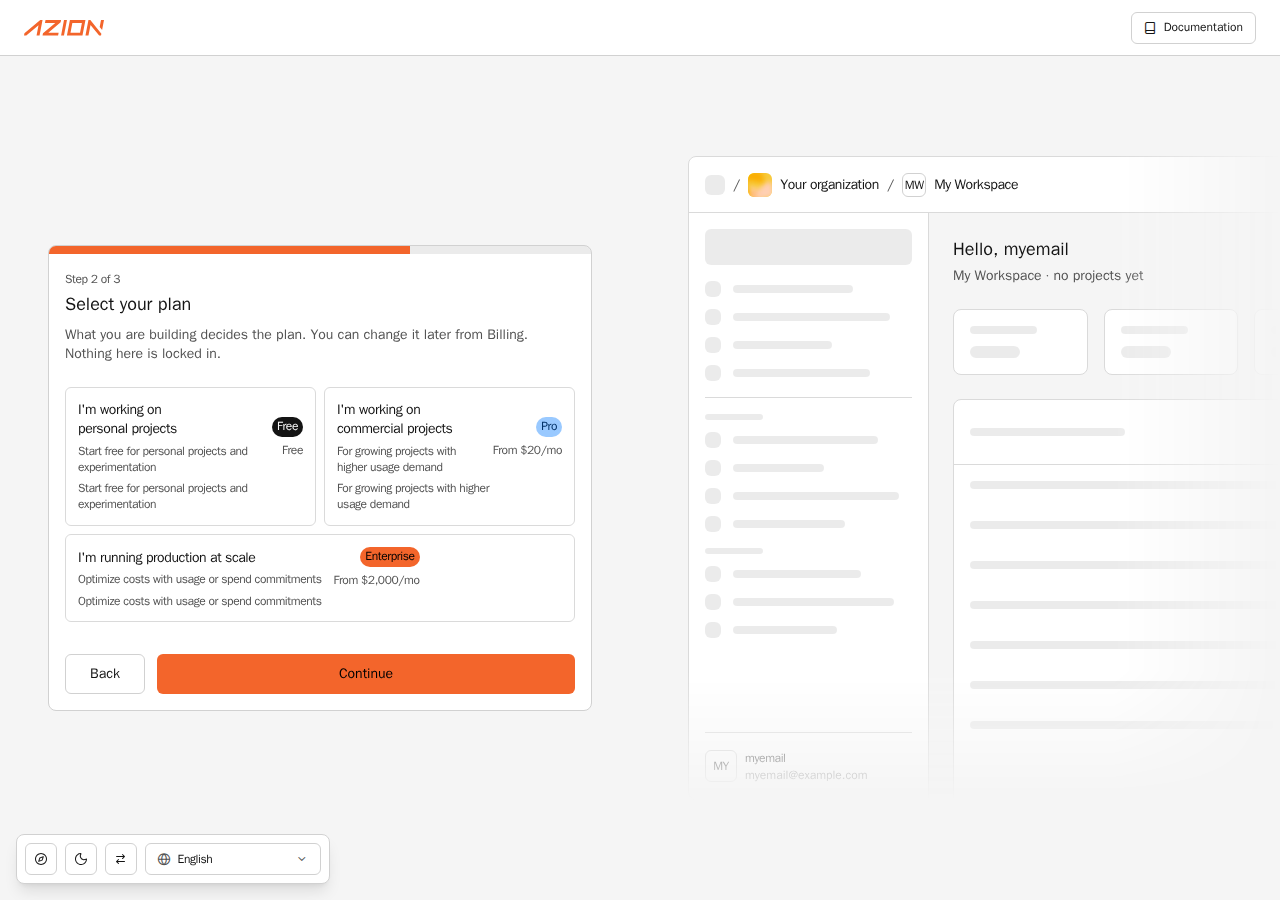 AZION
Documentation
Step 2 of 3
Select your plan
What you are building decides the plan. You can change it later from Billing.
Nothing here is locked in.
I'm working on
personal projects
Free
Start free for personal projects and
experimentation
Free
Start free for personal projects and
experimentation
I'm working on
commercial projects
Pro
For growing projects with
higher usage demand
From $20/mo
For growing projects with higher
usage demand
I'm running production at scale
Enterprise
Optimize costs with usage or spend commitments
From $2,000/mo
Optimize costs with usage or spend commitments
Back
Continue
/ Your organization / MW My Workspace
Hello, myemail
My Workspace · no projects yet
MY
myemail
myemail@example.com
English